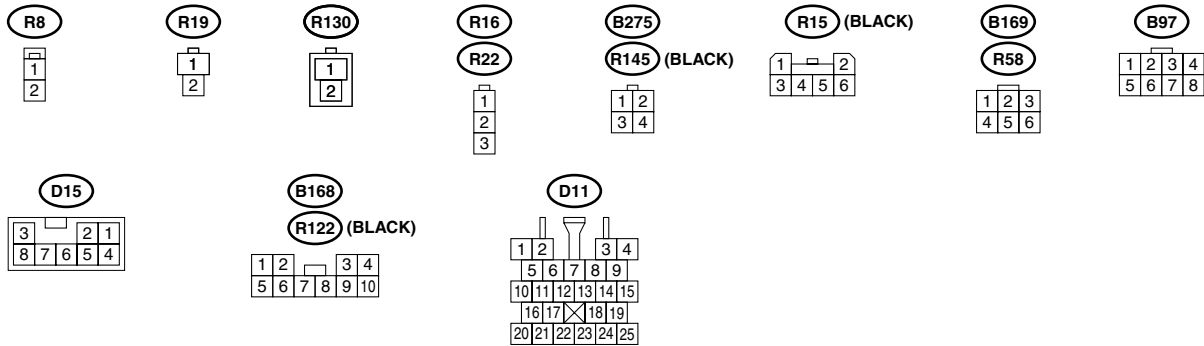 R8 R19 R130 R16 B275 R15 (BLACK) B169 B97
R22 R145 (BLACK) R58
1
2
1
2
1
2
1
2
3
1 2
3 4
1 2
3 4 5 6
1 2 3
4 5 6
1 2 3 4
5 6 7 8
D15 B168 D11
R122 (BLACK)
3 2 1
8 7 6 5 4
1 2 3 4
5 6 7 8 9 10
1 2 3 4
5 6 7 8 9
10 11 12 13 14 15
16 17 18 19
20 21 22 23 24 25